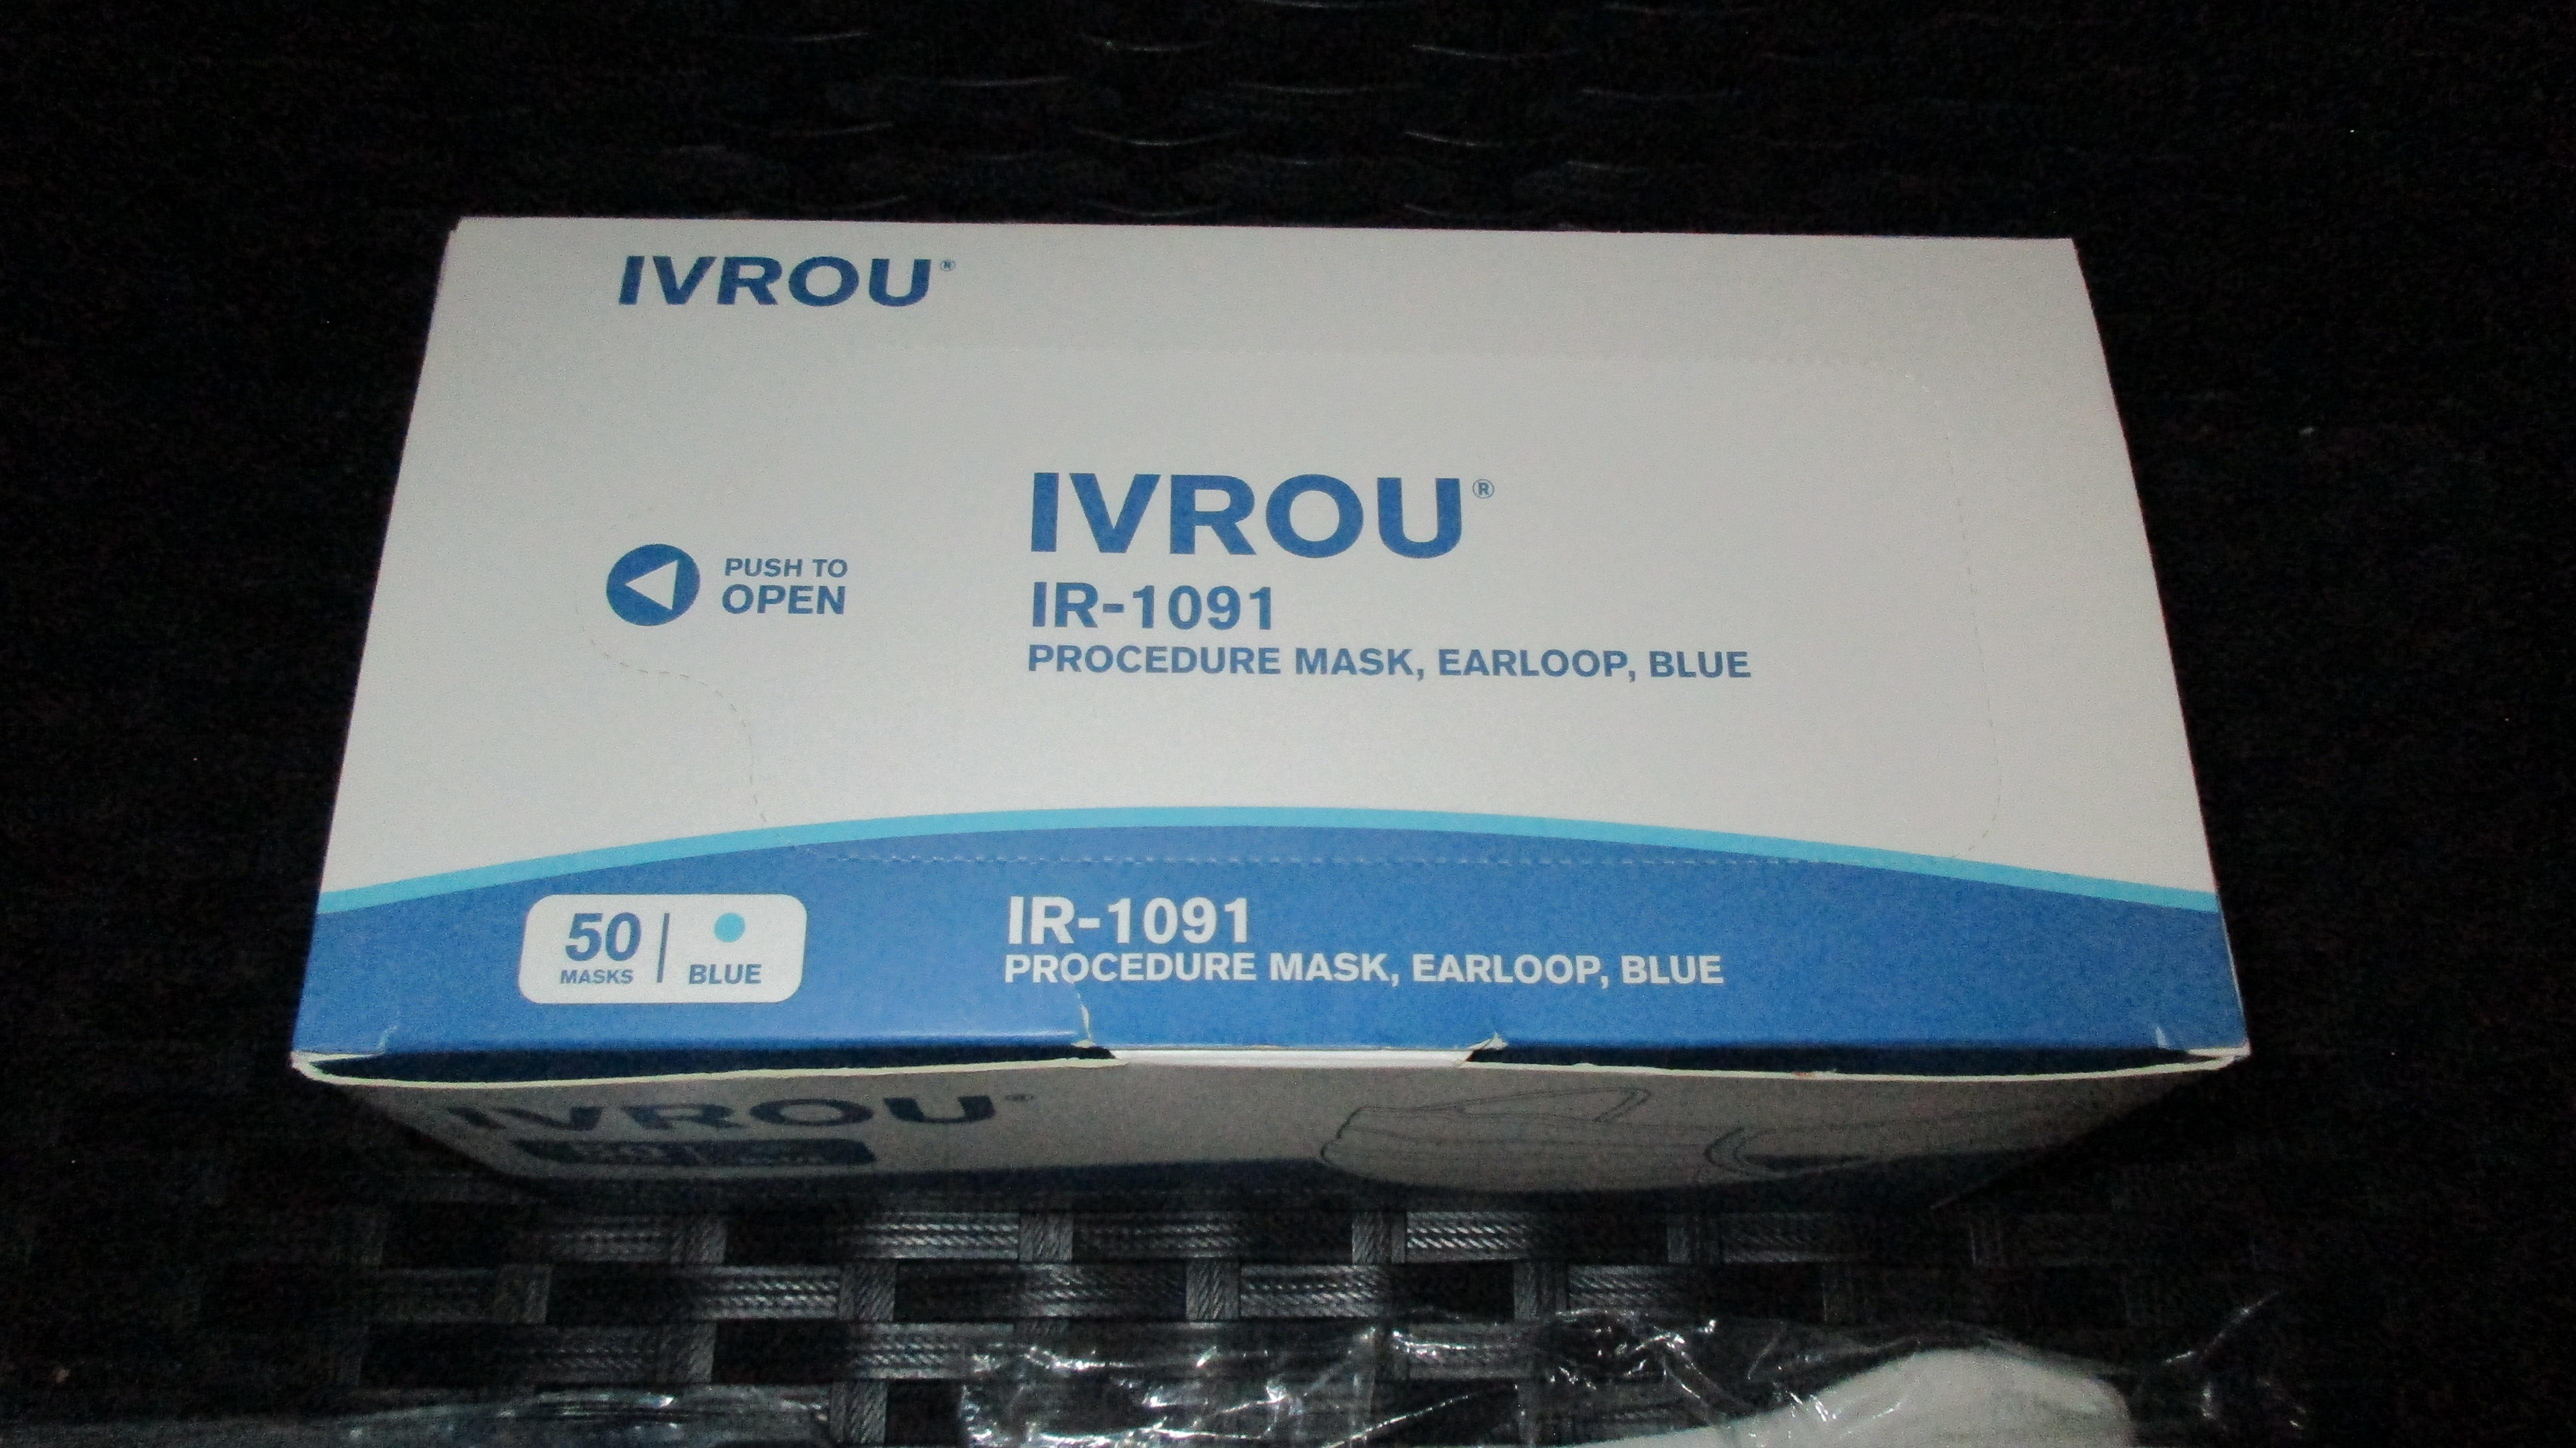 IVROU®
IVROU®
IR-1091
PROCEDURE MASK, EARLOOP, BLUE
PUSH TO
OPEN
50
MASKS
BLUE
IR-1091
PROCEDURE MASK, EARLOOP, BLUE
IVROU®